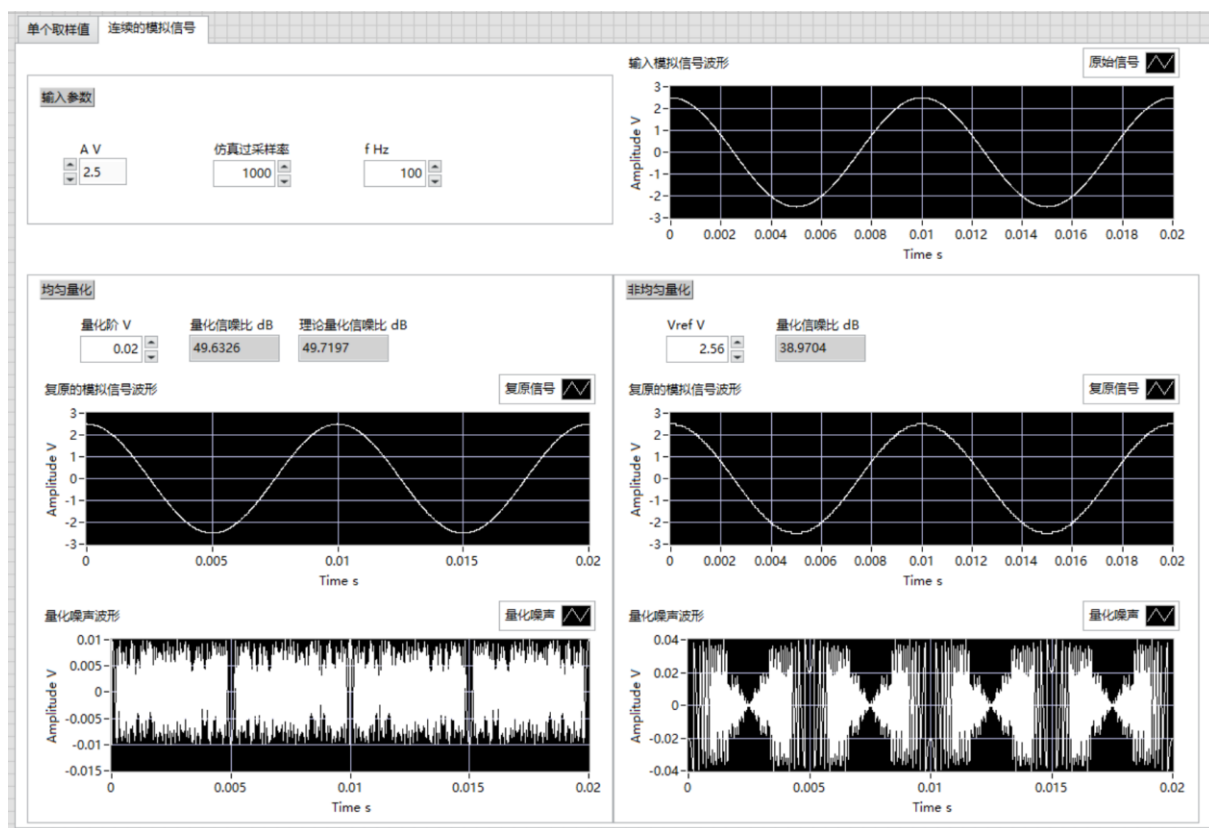 单个取样值 连续的模拟信号
输入参数
A V 仿真过采样率 f Hz
2.5 1000 100
输入模拟信号波形 原始信号
3
2
1
0
-1
-2
-3
Amplitude V
0 0.002 0.004 0.006 0.008 0.01 0.012 0.014 0.016 0.018 0.02
Time s
均匀量化
量化阶 V 量化信噪比 dB 理论量化信噪比 dB
0.02 49.6326 49.7197
复原的模拟信号波形 复原信号
3
2
1
0
-1
-2
-3
Amplitude V
0 0.005 0.01 0.015 0.02
Time s
量化噪声波形 量化噪声
0.01
0.005
0
-0.005
-0.01
-0.015
Amplitude V
0 0.005 0.01 0.015 0.02
Time s
非均匀量化
Vref V 量化信噪比 dB
2.56 38.9704
复原的模拟信号波形 复原信号
3
2
1
0
-1
-2
-3
Amplitude V
0 0.002 0.004 0.006 0.008 0.01 0.012 0.014 0.016 0.018 0.02
Time s
量化噪声波形 量化噪声
0.04
0.02
0
-0.02
-0.04
Amplitude V
0 0.005 0.01 0.015 0.02
Time s